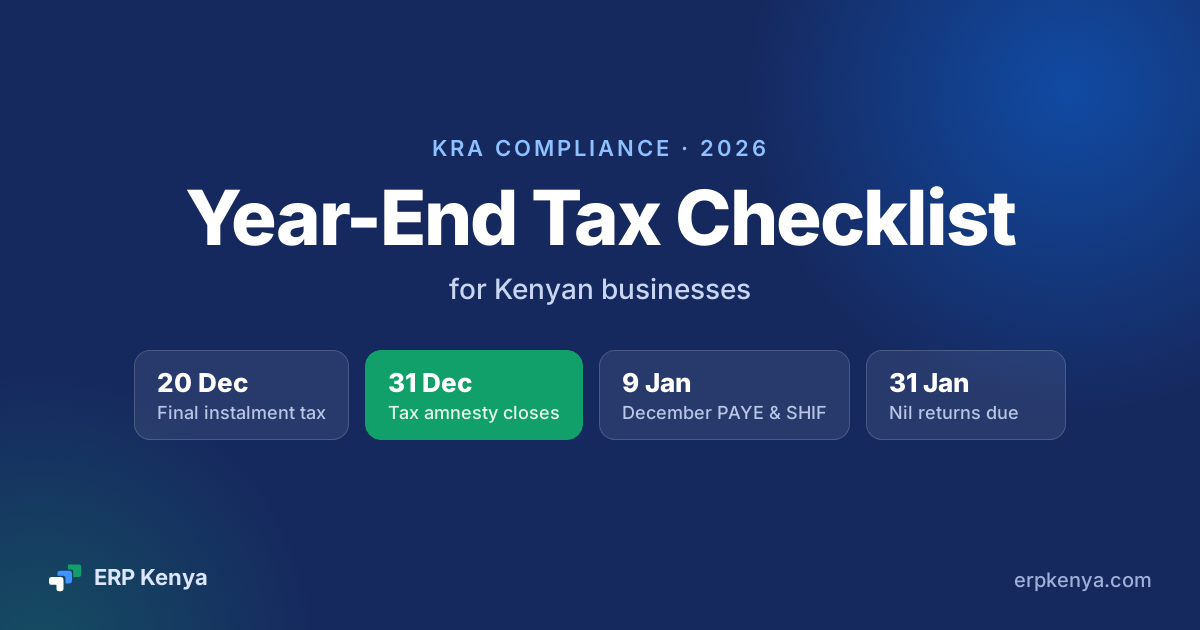 KRA COMPLIANCE · 2026
Year-End Tax Checklist
for Kenyan businesses
20 Dec
Final instalment tax
31 Dec
Tax amnesty closes
9 Jan
December PAYE & SHIF
31 Jan
Nil returns due
ERP Kenya
erpkenya.com